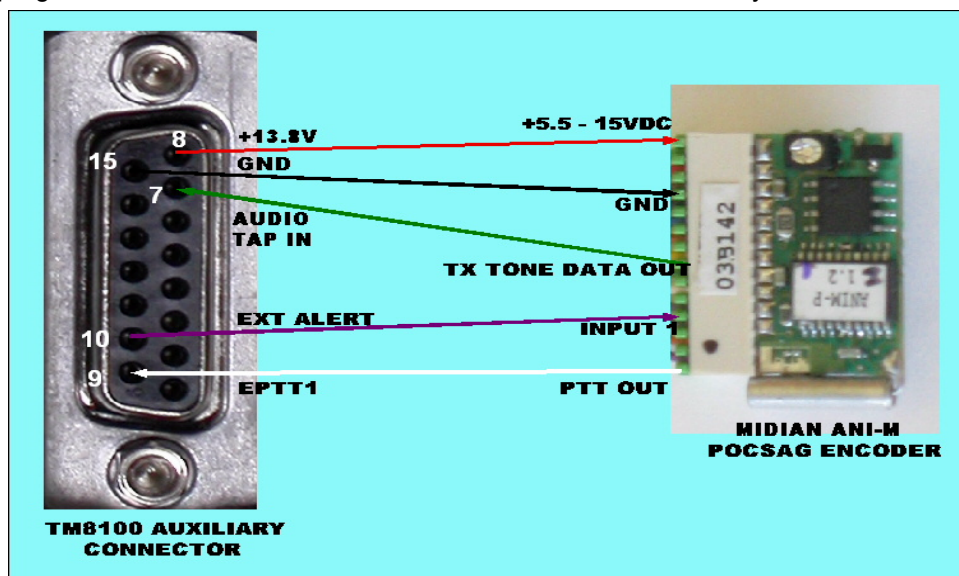 8
+13.8V
+5.5 - 15VDC
15
GND
7
GND
AUDIO
TAP IN
03B142
TX TONE DATA OUT
ANIM-P
1.2
EXT ALERT
INPUT 1
10
9
EPTT1
PTT OUT
MIDIAN ANI-M
POCSAG ENCODER
TM8100 AUXILIARY
CONNECTOR